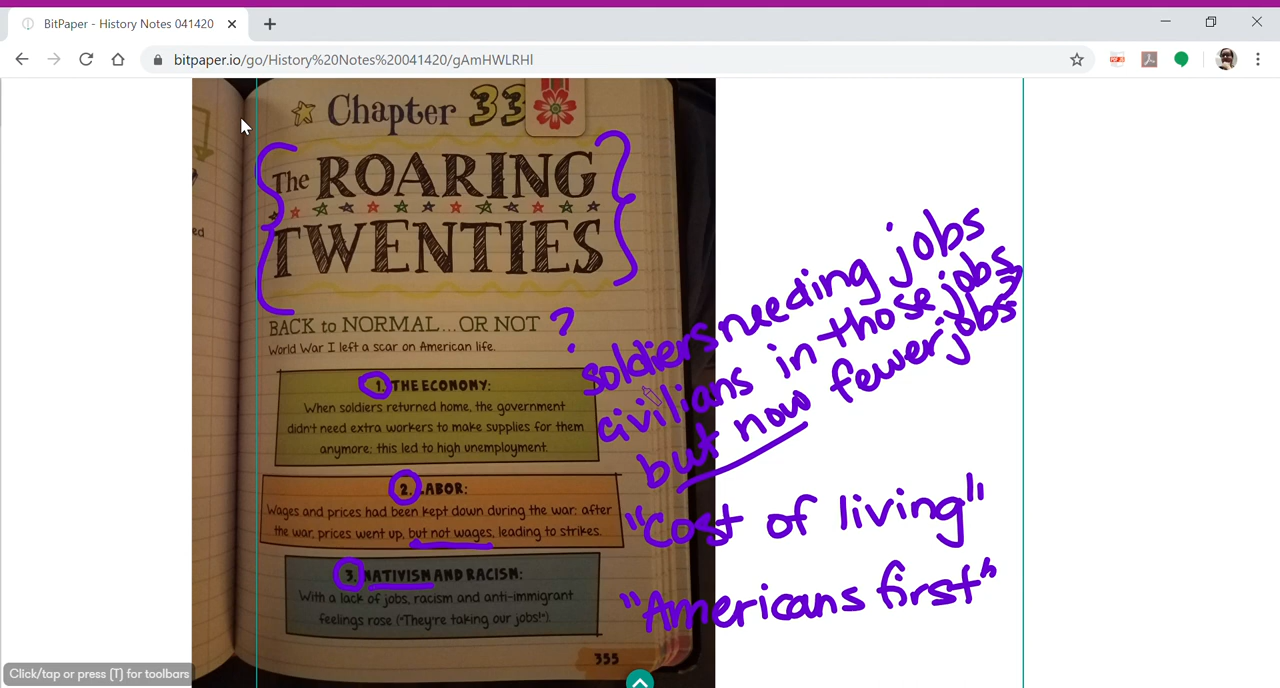 BitPaper - History Notes 041420
bitpaper.io/go/History%20Notes%20041420/gAmHWLRHl
Chapter 33
The ROARING
TWENTIES
BACK to NORMAL...OR NOT ?
World War I left a scar on American life.
1. THE ECONOMY:
When soldiers returned home, the government
didn't need extra workers to make supplies for them
anymore; this led to high unemployment.
2. LABOR:
Wages and prices had been kept down during the war; after
the war, prices went up, but not wages, leading to strikes.
3. NATIVISM AND RACISM:
With a lack of jobs, racism and anti-immigrant
feelings rose ("They're taking our jobs!").
355
soldiers needing jobs
civilians in those jobs,
but now fewer jobs
"Cost of living"
"Americans first"
Click/tap or press (T) for toolbars